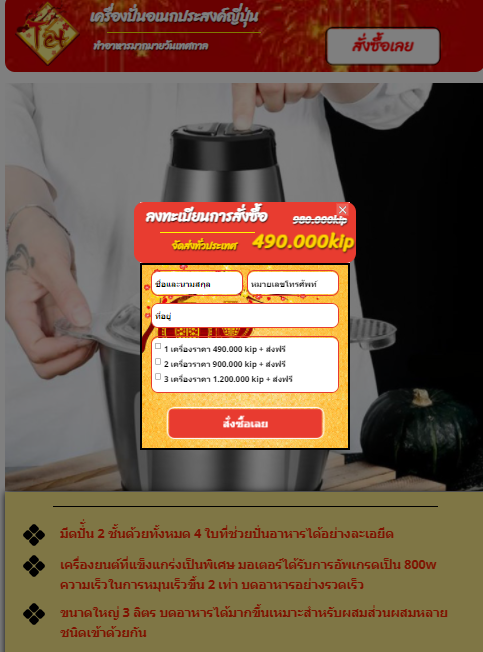 Tet
เครื่องปั่นอเนกประสงค์ญี่ปุ่น
ทำอาหารมากมายวันเทศกาล
สั่งซื้อเลย
ลงทะเบียนการสั่งซื้อ
980.000kip
จัดส่งทั่วประเทศ
490.000kip
ชื่อและนามสกุล
หมายเลขโทรศัพท์
ที่อยู่
1 เครื่องราคา 490.000 kip + ส่งฟรี
2 เครื่อวราคา 900.000 kip + ส่งฟรี
3 เครื่องราคา 1.200.000 kip + ส่งฟรี
สั่งซื้อเลย
มีดปั่น 2 ชั้นด้วยทั้งหมด 4 ใบที่ช่วยปั่นอาหารได้อย่างละเอียด
เครื่องยนต์ที่แข็งแกร่งเป็นพิเศษ มอเตอร์ได้รับการอัพเกรดเป็น 800w
ความเร็วในการหมุนเร็วขึ้น 2 เท่า บดอาหารอย่างรวดเร็ว
ขนาดใหญ่ 3 ลิตร บดอาหารได้มากขึ้นเหมาะสำหรับผสมส่วนผสมหลาย
ชนิดเข้าด้วยกัน